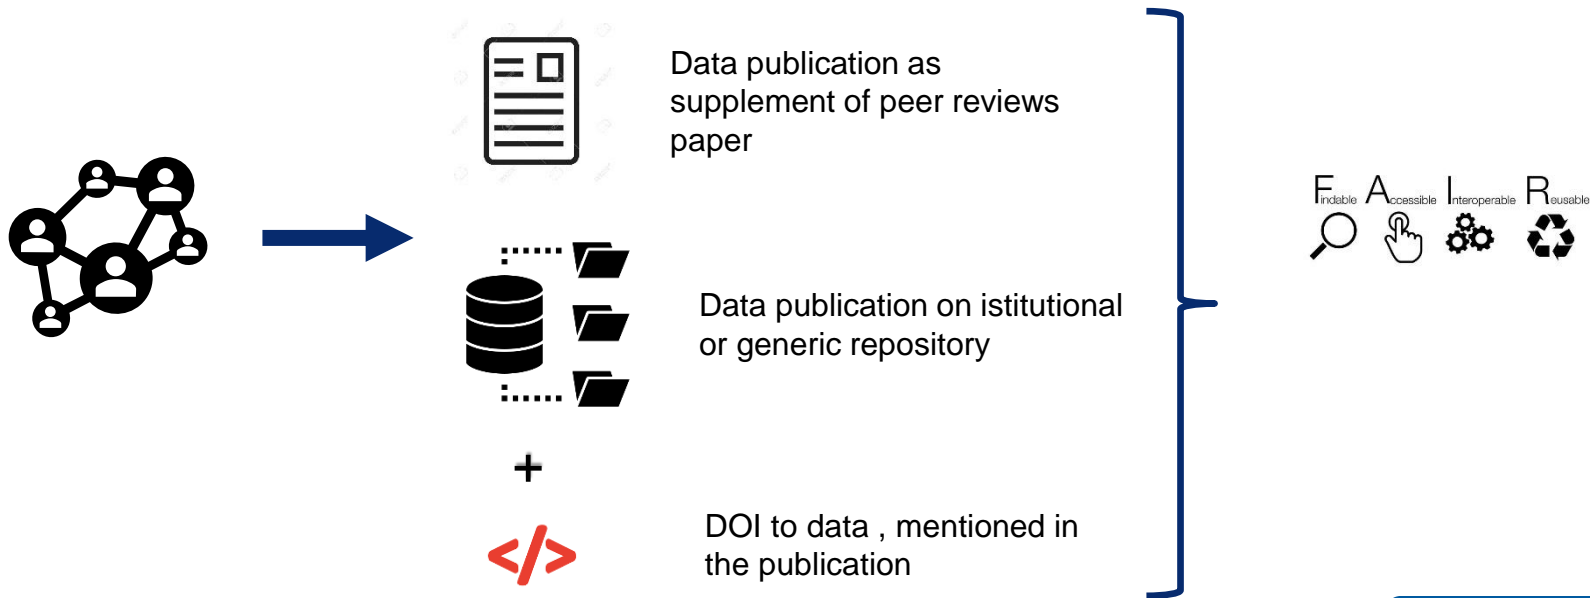 Data publication as
supplement of peer reviews
paper
Findable Accessible Interoperable Reusable
Data publication on istitutional
or generic repository
+
</>
DOI to data , mentioned in
the publication